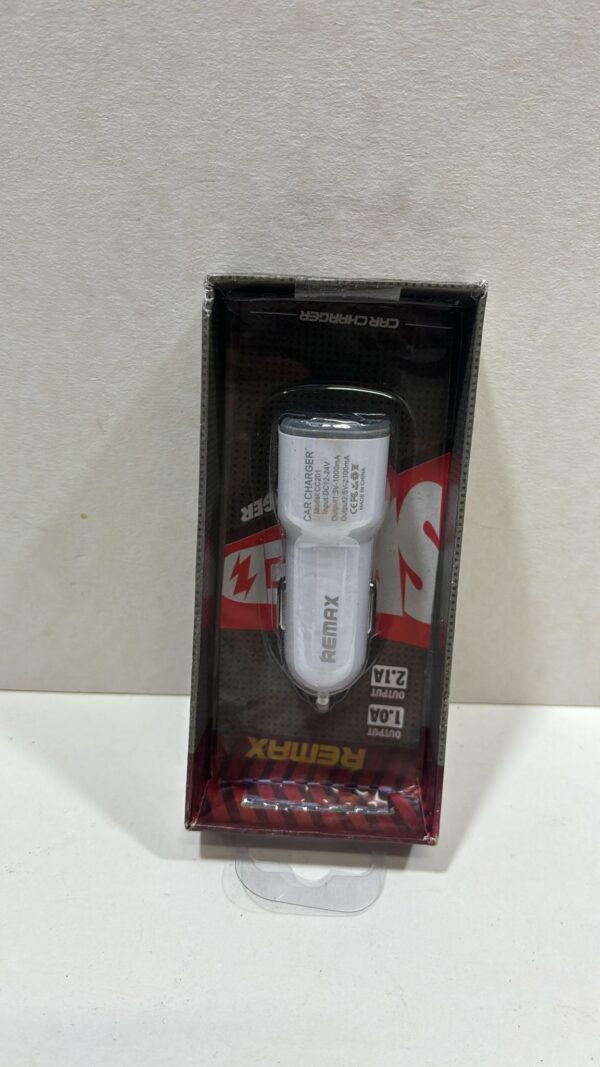 CAR CHARGER
CAR CHARGER
Model:CC201
Input:DC12-24V
Output1:5V-1000mA
Output2:5V-2100mA
MADE IN CHINA
REMAX
OUTPUT
2.1A
OUTPUT
1.0A
REMAX